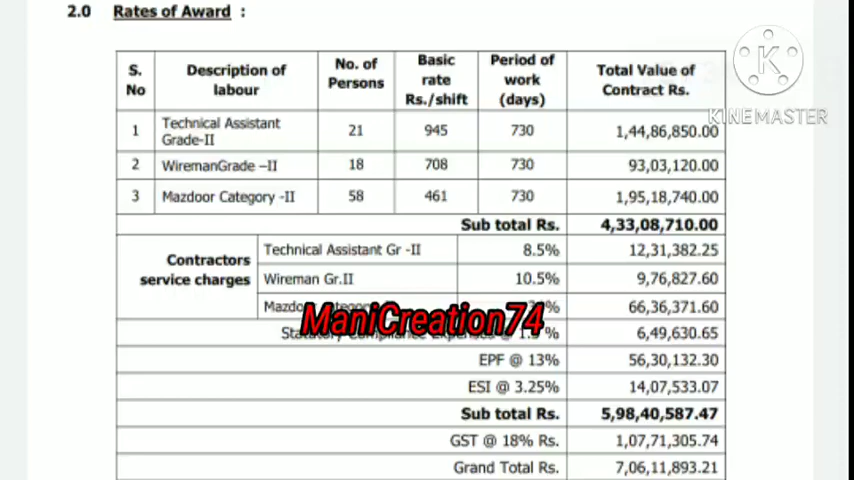 2.0 Rates of Award :
S. No Description of labour No. of Persons Basic rate Rs./shift Period of work (days) Total Value of Contract Rs.
1 Technical Assistant Grade-II 21 945 730 1,44,86,850.00
2 WiremanGrade –II 18 708 730 93,03,120.00
3 Mazdoor Category -II 58 461 730 1,95,18,740.00
Sub total Rs. 4,33,08,710.00
Contractors service charges Technical Assistant Gr -II 8.5% 12,31,382.25
Wireman Gr.II 10.5% 9,76,827.60
66,36,371.60
% 6,49,630.65
EPF @ 13% 56,30,132.30
ESI @ 3.25% 14,07,533.07
Sub total Rs. 5,98,40,587.47
GST @ 18% Rs. 1,07,71,305.74
Grand Total Rs. 7,06,11,893.21
ManiCreation74
K
KINEMASTER